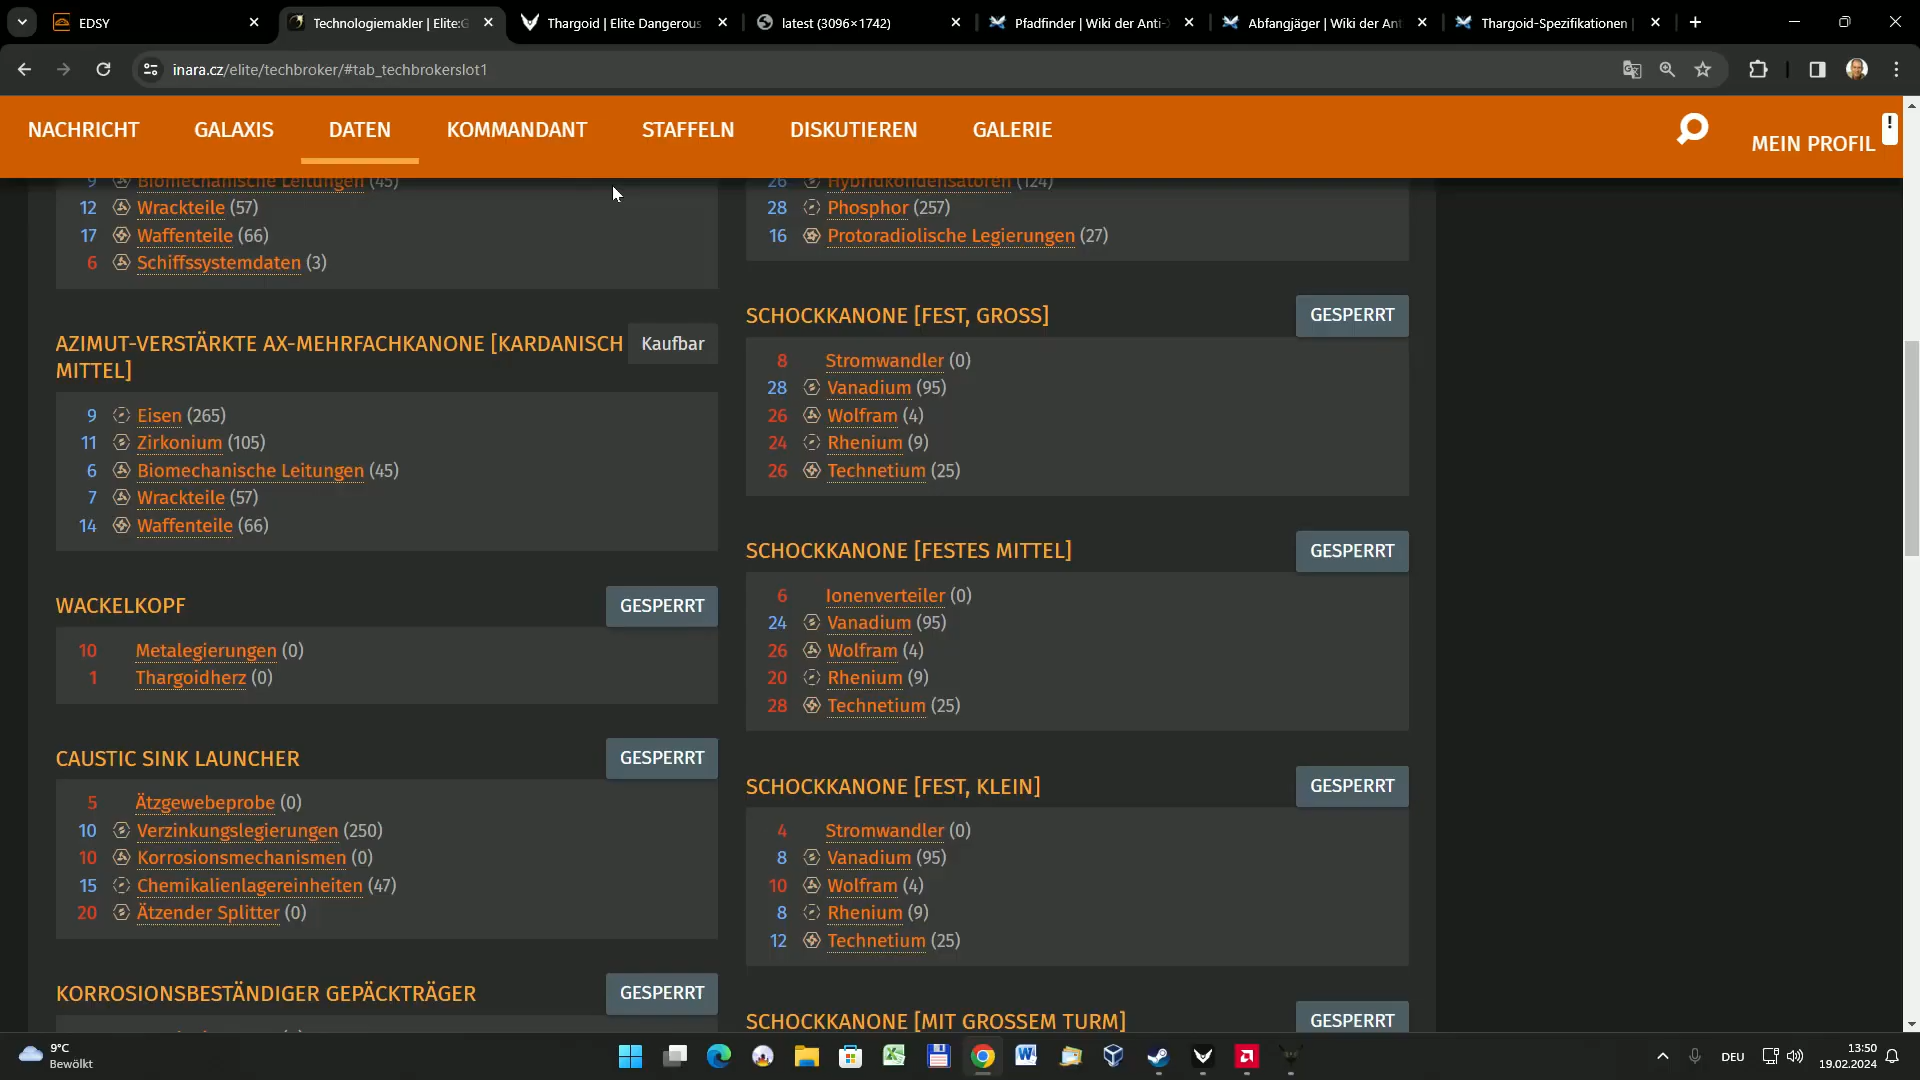 EDSY
Technologiemakler | Elite:G
Thargoid | Elite Dangerous
latest (3096×1742)
Pfadfinder | Wiki der Anti-
Abfangjäger | Wiki der Ant
Thargoid-Spezifikationen |
inara.cz/elite/techbroker/#tab_techbrokerslot1
NACHRICHT
GALAXIS
DATEN
KOMMANDANT
STAFFELN
DISKUTIEREN
GALERIE
MEIN PROFIL
!
9 Biomechanische Leitungen (45)
12 Wrackteile (57)
17 Waffenteile (66)
6 Schiffssystemdaten (3)
AZIMUT-VERSTÄRKTE AX-MEHRFACHKANONE [KARDANISCH
MITTEL]
Kaufbar
9 Eisen (265)
11 Zirkonium (105)
6 Biomechanische Leitungen (45)
7 Wrackteile (57)
14 Waffenteile (66)
WACKELKOPF
GESPERRT
10 Metalegierungen (0)
1 Thargoidherz (0)
CAUSTIC SINK LAUNCHER
GESPERRT
5 Ätzgewebeprobe (0)
10 Verzinkungslegierungen (250)
10 Korrosionsmechanismen (0)
15 Chemikalienlagereinheiten (47)
20 Ätzender Splitter (0)
KORROSIONSBESTÄNDIGER GEPÄCKTRÄGER
GESPERRT
26 Hybridkondensatoren (124)
28 Phosphor (257)
16 Protoradiolische Legierungen (27)
SCHOCKKANONE [FEST, GROSS]
GESPERRT
8 Stromwandler (0)
28 Vanadium (95)
26 Wolfram (4)
24 Rhenium (9)
26 Technetium (25)
SCHOCKKANONE [FESTES MITTEL]
GESPERRT
6 Ionenverteiler (0)
24 Vanadium (95)
26 Wolfram (4)
20 Rhenium (9)
28 Technetium (25)
SCHOCKKANONE [FEST, KLEIN]
GESPERRT
4 Stromwandler (0)
8 Vanadium (95)
10 Wolfram (4)
8 Rhenium (9)
12 Technetium (25)
SCHOCKKANONE [MIT GROSSEM TURM]
GESPERRT
9°C
Bewölkt
DEU
13:50
19.02.2024